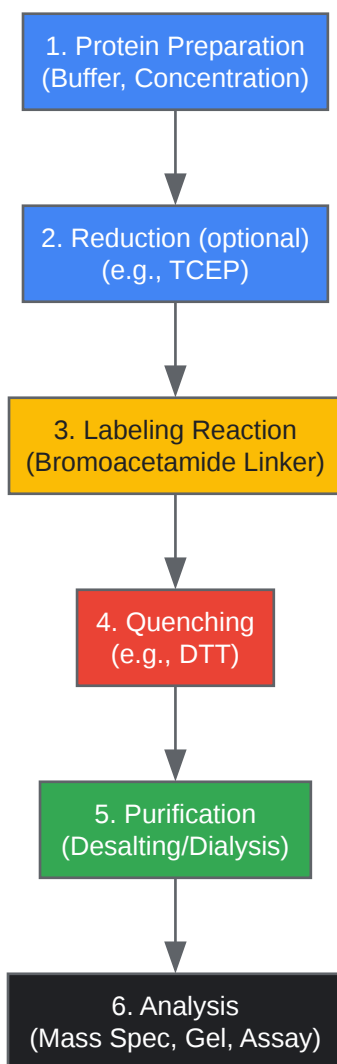 1. Protein Preparation
(Buffer, Concentration)
2. Reduction (optional)
(e.g., TCEP)
3. Labeling Reaction
(Bromoacetamide Linker)
4. Quenching
(e.g., DTT)
5. Purification
(Desalting/Dialysis)
6. Analysis
(Mass Spec, Gel, Assay)